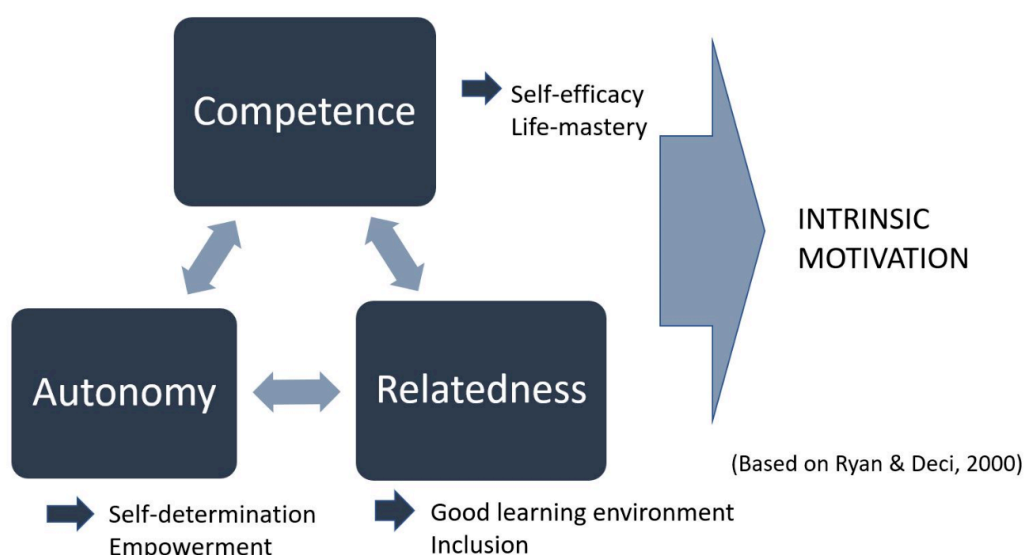 Competence
Self-efficacy
Life-mastery
INTRINSIC
MOTIVATION
Autonomy
Relatedness
(Based on Ryan & Deci, 2000)
Self-determination
Empowerment
Good learning environment
Inclusion